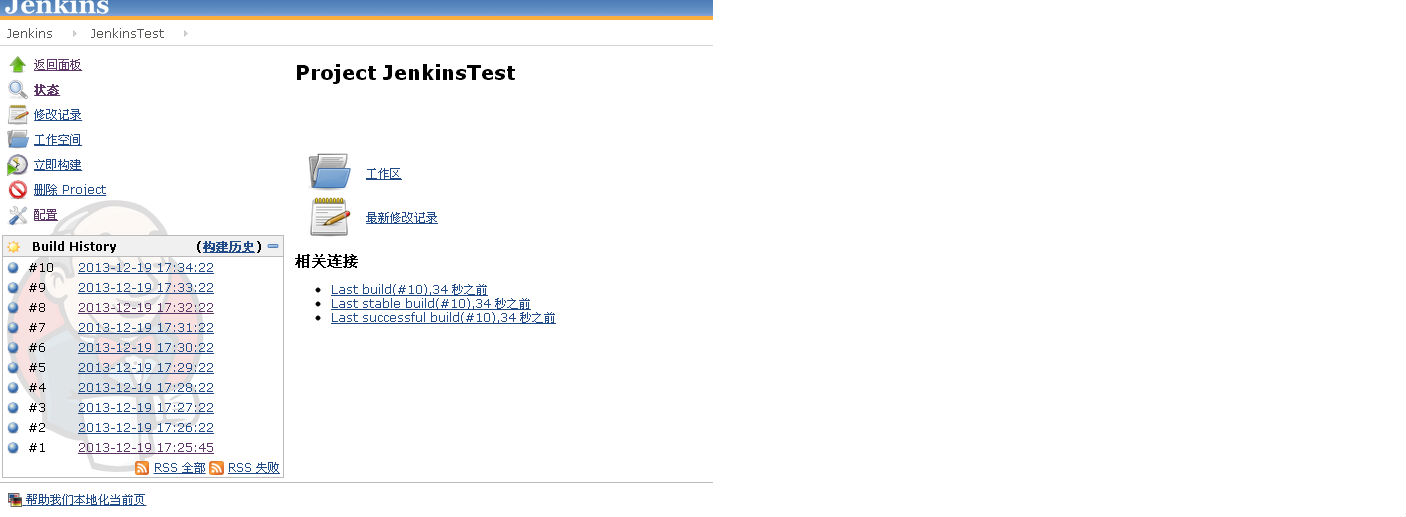 Jenkins
Jenkins JenkinsTest
返回面板
状态
修改记录
工作空间
立即构建
删除 Project
配置
Build History (构建历史)
#10 2013-12-19 17:34:22
#9 2013-12-19 17:33:22
#8 2013-12-19 17:32:22
#7 2013-12-19 17:31:22
#6 2013-12-19 17:30:22
#5 2013-12-19 17:29:22
#4 2013-12-19 17:28:22
#3 2013-12-19 17:27:22
#2 2013-12-19 17:26:22
#1 2013-12-19 17:25:45
RSS 全部 RSS 失败
Project JenkinsTest
工作区
最新修改记录
相关连接
Last build(#10),34 秒之前
Last stable build(#10),34 秒之前
Last successful build(#10),34 秒之前
帮助我们本地化当前页